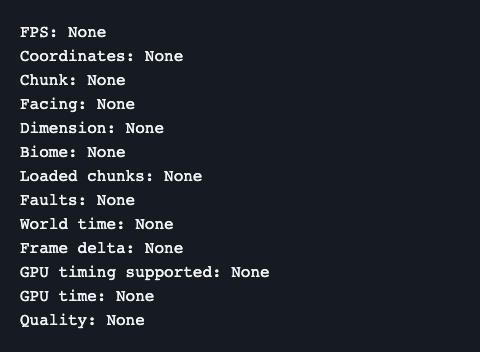 FPS: None
Coordinates: None
Chunk: None
Facing: None
Dimension: None
Biome: None
Loaded chunks: None
Faults: None
World time: None
Frame delta: None
GPU timing supported: None
GPU time: None
Quality: None